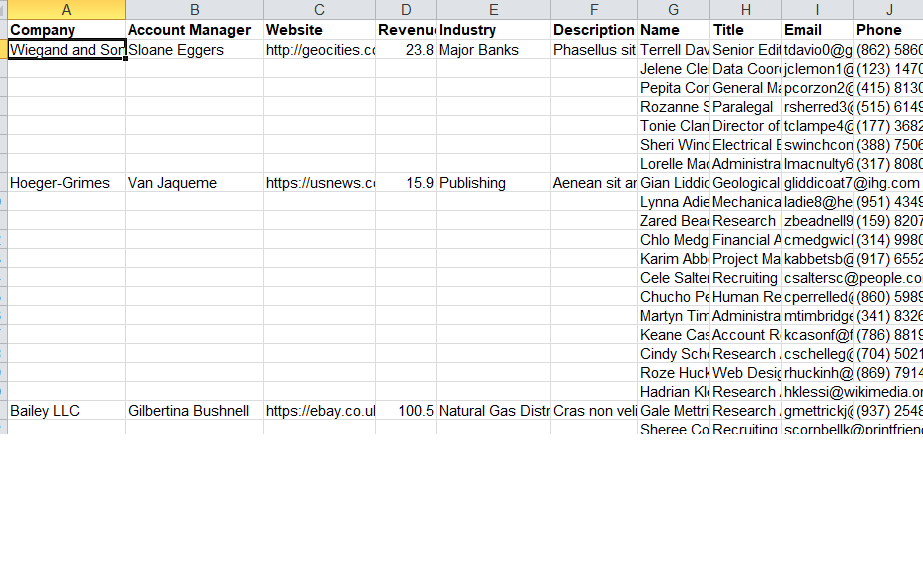 A B C D E F G H I J
Company Account Manager Website Revenu Industry Description Name Title Email Phone
Wiegand and Son Sloane Eggers http://geocities.cc 23.8 Major Banks Phasellus sit Terrell Dav Senior Edit tdavio0@g (862) 5860
Jelene Cle Data Coor jclemon1@ (123) 1470
Pepita Cor General Ma pcorzon2@ (415) 8130
Rozanne S Paralegal rsherred3@ (515) 6149
Tonie Clan Director of tclampe4@ (177) 3682
Sheri Winc Electrical E swinchcon (388) 7506
Lorelle Mac Administra lmacnulty6 (317) 8080
Hoeger-Grimes Van Jaqueme https://usnews.cc 15.9 Publishing Aenean sit ar Gian Liddic Geological gliddicoat7@ihg.com
Lynna Adie Mechanica ladie8@he (951) 4349
Zared Bead Research zbeadnell9 (159) 8207
Chlo Medg Financial A cmedgwicl (314) 9980
Karim Abb Project Ma kabbetsb@ (917) 6552
Cele Salter Recruiting csaltersc@people.co
Chucho Pe Human Re cperrelled@ (860) 5989
Martyn Tim Administra mtimbridge (341) 8326
Keane Cas Account R kcasonf@f (786) 8819
Cindy Sch Research cschelleg@ (704) 5021
Roze Huck Web Desig rhuckinh@ (869) 7914
Hadrian Kl Research hklessi@wikimedia.or
Bailey LLC Gilbertina Bushnell https://ebay.co.ul 100.5 Natural Gas Distr Cras non veli Gale Mettri Research gmettrickj@ (937) 2548
Sheree Co Recruiting scornbellk@printfrien